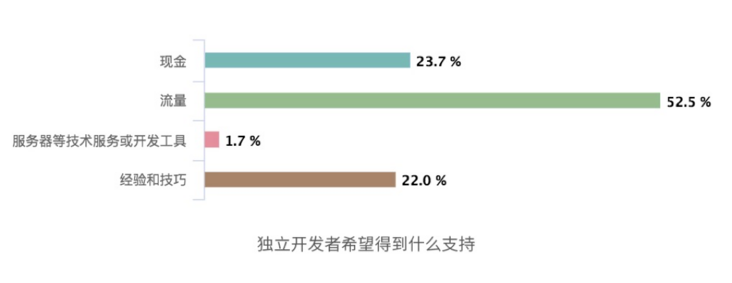 现金 23.7 %
流量 52.5 %
服务器等技术服务或开发工具 1.7 %
经验和技巧 22.0 %
独立开发者希望得到什么支持